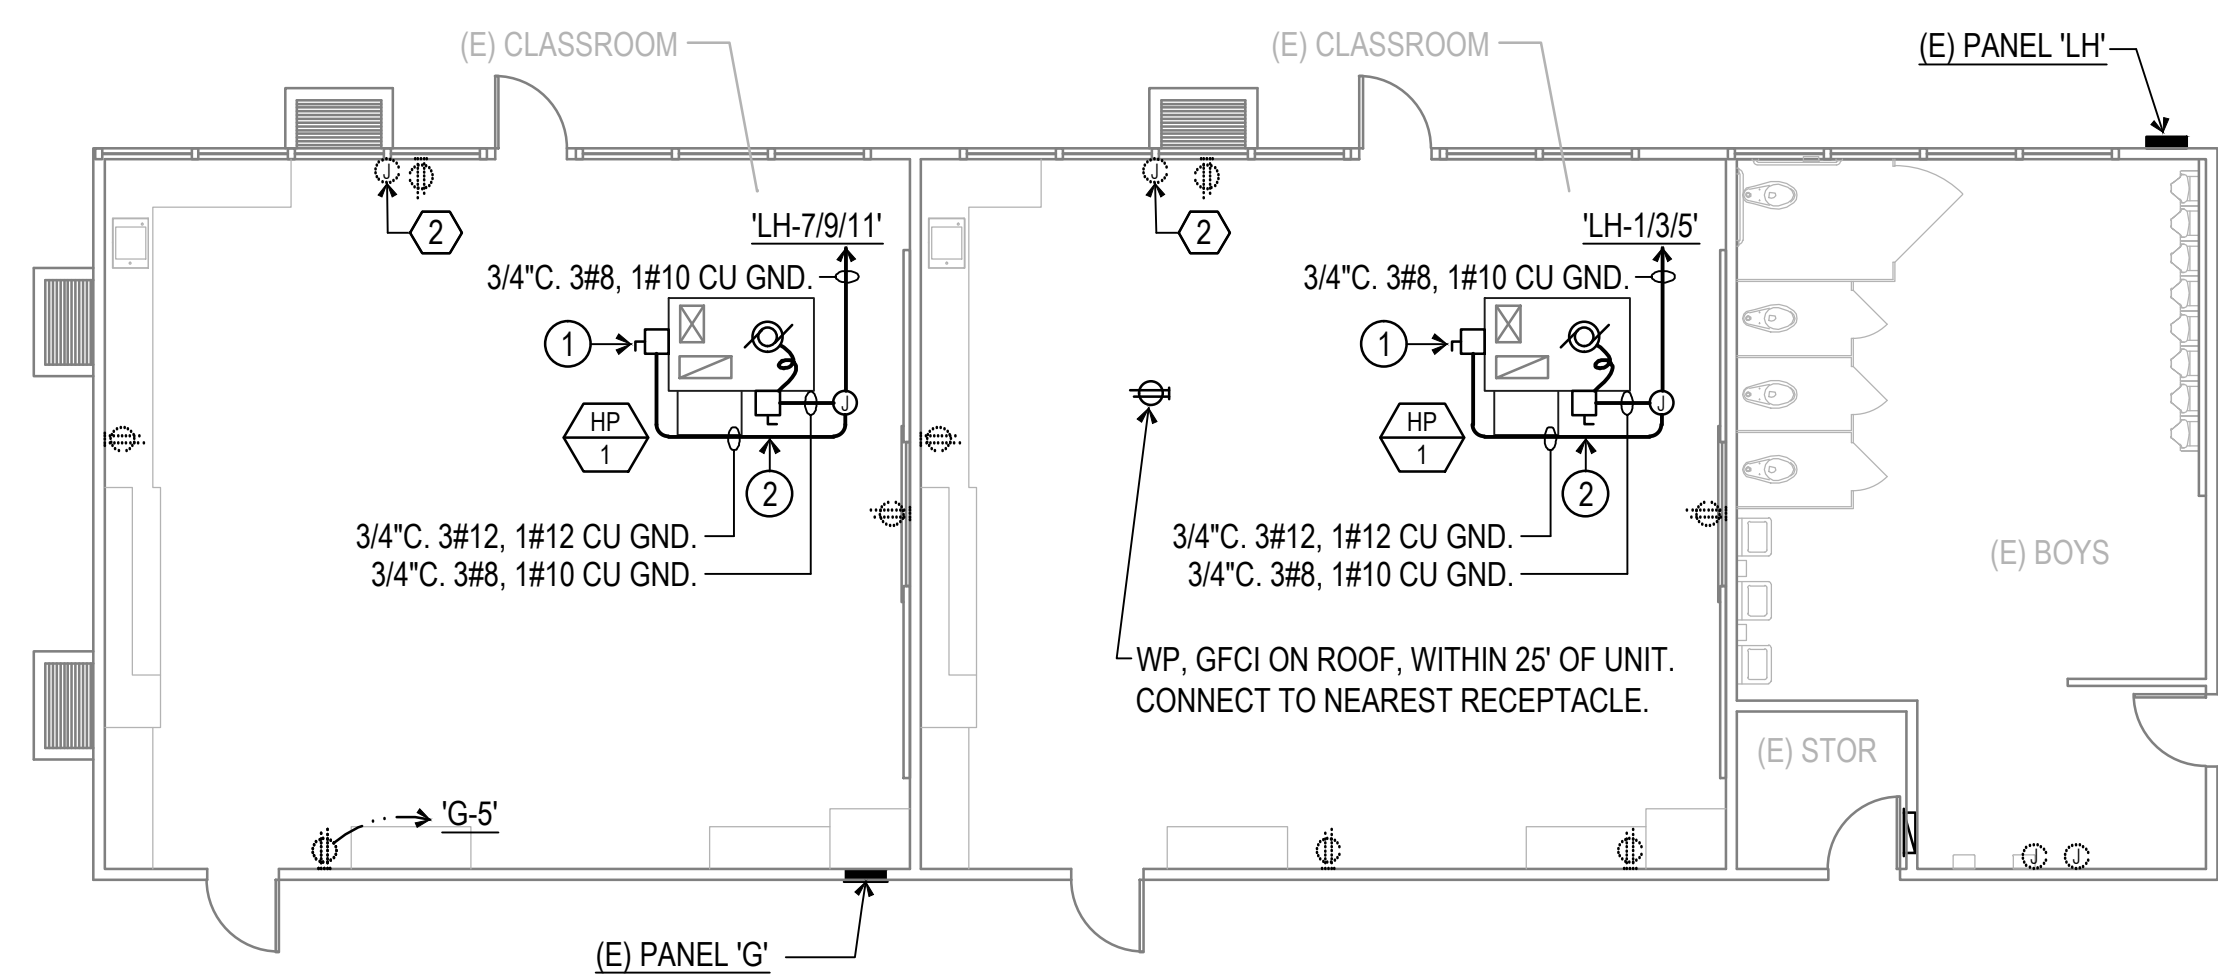 (E) CLASSROOM
(E) CLASSROOM
(E) PANEL 'LH'
J
J
2
2
'LH-7/9/11'
'LH-1/3/5'
3/4"C. 3#8, 1#10 CU GND.
3/4"C. 3#8, 1#10 CU GND.
1
1
J
J
HP
1
HP
1
2
2
3/4"C. 3#12, 1#12 CU GND.
3/4"C. 3#8, 1#10 CU GND.
3/4"C. 3#12, 1#12 CU GND.
3/4"C. 3#8, 1#10 CU GND.
(E) BOYS
WP, GFCI ON ROOF, WITHIN 25' OF UNIT.
CONNECT TO NEAREST RECEPTACLE.
(E) STOR
'G-5'
J
J
(E) PANEL 'G'